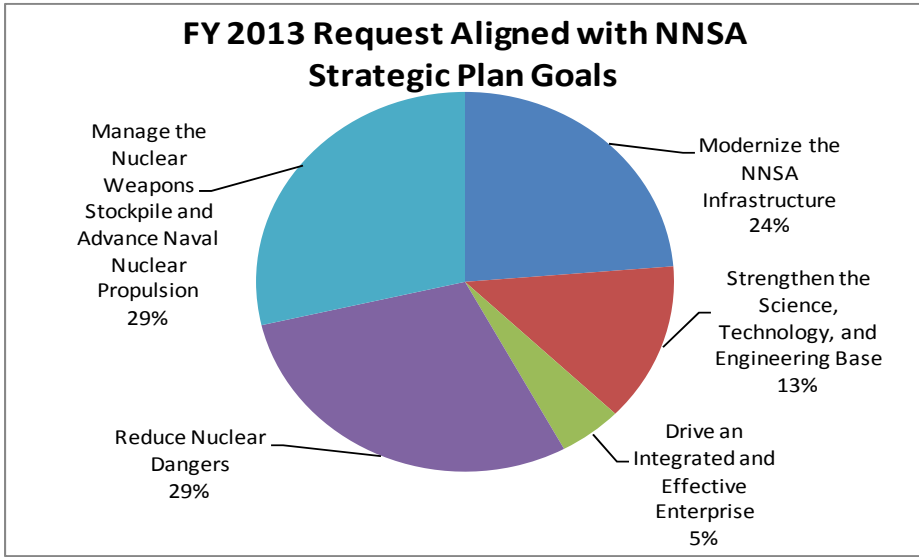 FY 2013 Request Aligned with NNSA
Strategic Plan Goals
Manage the
Nuclear
Weapons
Stockpile and
Advance Naval
Nuclear
Propulsion
29%
Modernize the
NNSA
Infrastructure
24%
Strengthen the
Science,
Technology, and
Engineering Base
13%
Reduce Nuclear
Dangers
29%
Drive an
Integrated and
Effective
Enterprise
5%